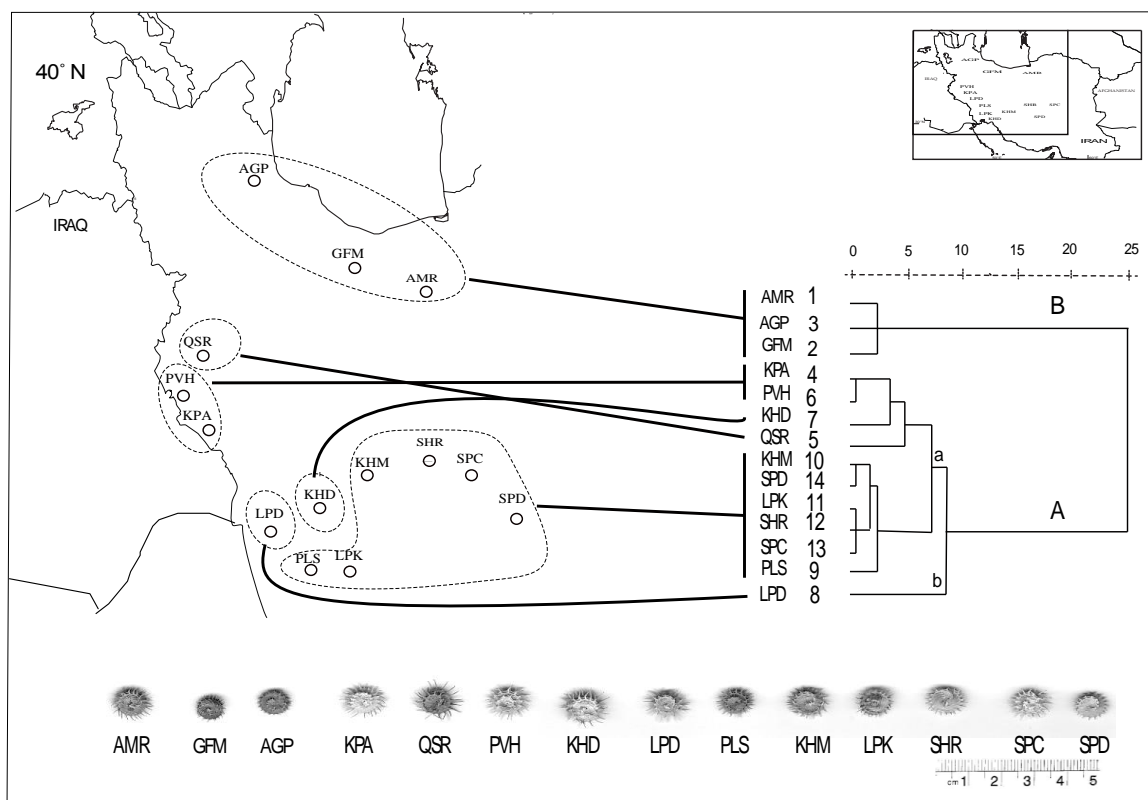 40° N
IRAQ
AGP
GFM
AMR
QSR
PVH
KPA
KHM
SHR
SPC
SPD
KHD
LPD
PLS
LPK
AGP
GFM
AMR
IRAQ
PVH
KPA
LPD
PLS
SHR
SPC
LPK
KHM
KHD
SPD
AFGHANISTAN
IRAN
0 5 10 15 20 25
AMR 1
AGP 3
GFM 2
KPA 4
PVH 6
KHD 7
QSR 5
KHM 10
SPD 14
LPK 11
SHR 12
SPC 13
PLS 9
LPD 8
B
A
a
b
AMR GFM AGP KPA QSR PVH KHD LPD PLS KHM LPK SHR SPC SPD
cm 1 2 3 4 5